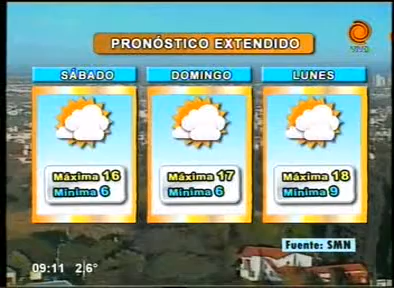 PRONÓSTICO EXTENDIDO
VIVO
SÁBADO
Máxima 16
Mínima 6
DOMINGO
Máxima 17
Mínima 6
LUNES
Máxima 18
Mínima 9
Fuente: SMN
09:11 2,6°